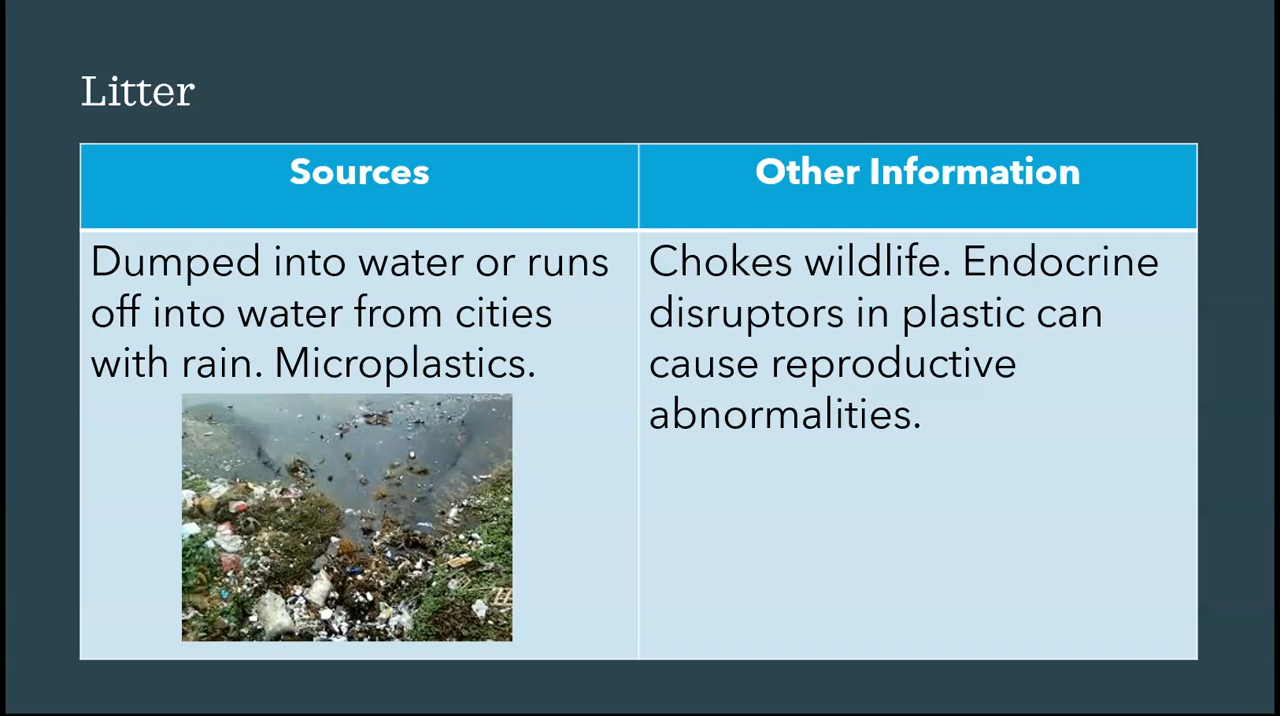 Litter
Sources
Other Information
Dumped into water or runs
off into water from cities
with rain. Microplastics.
Chokes wildlife. Endocrine
disruptors in plastic can
cause reproductive
abnormalities.